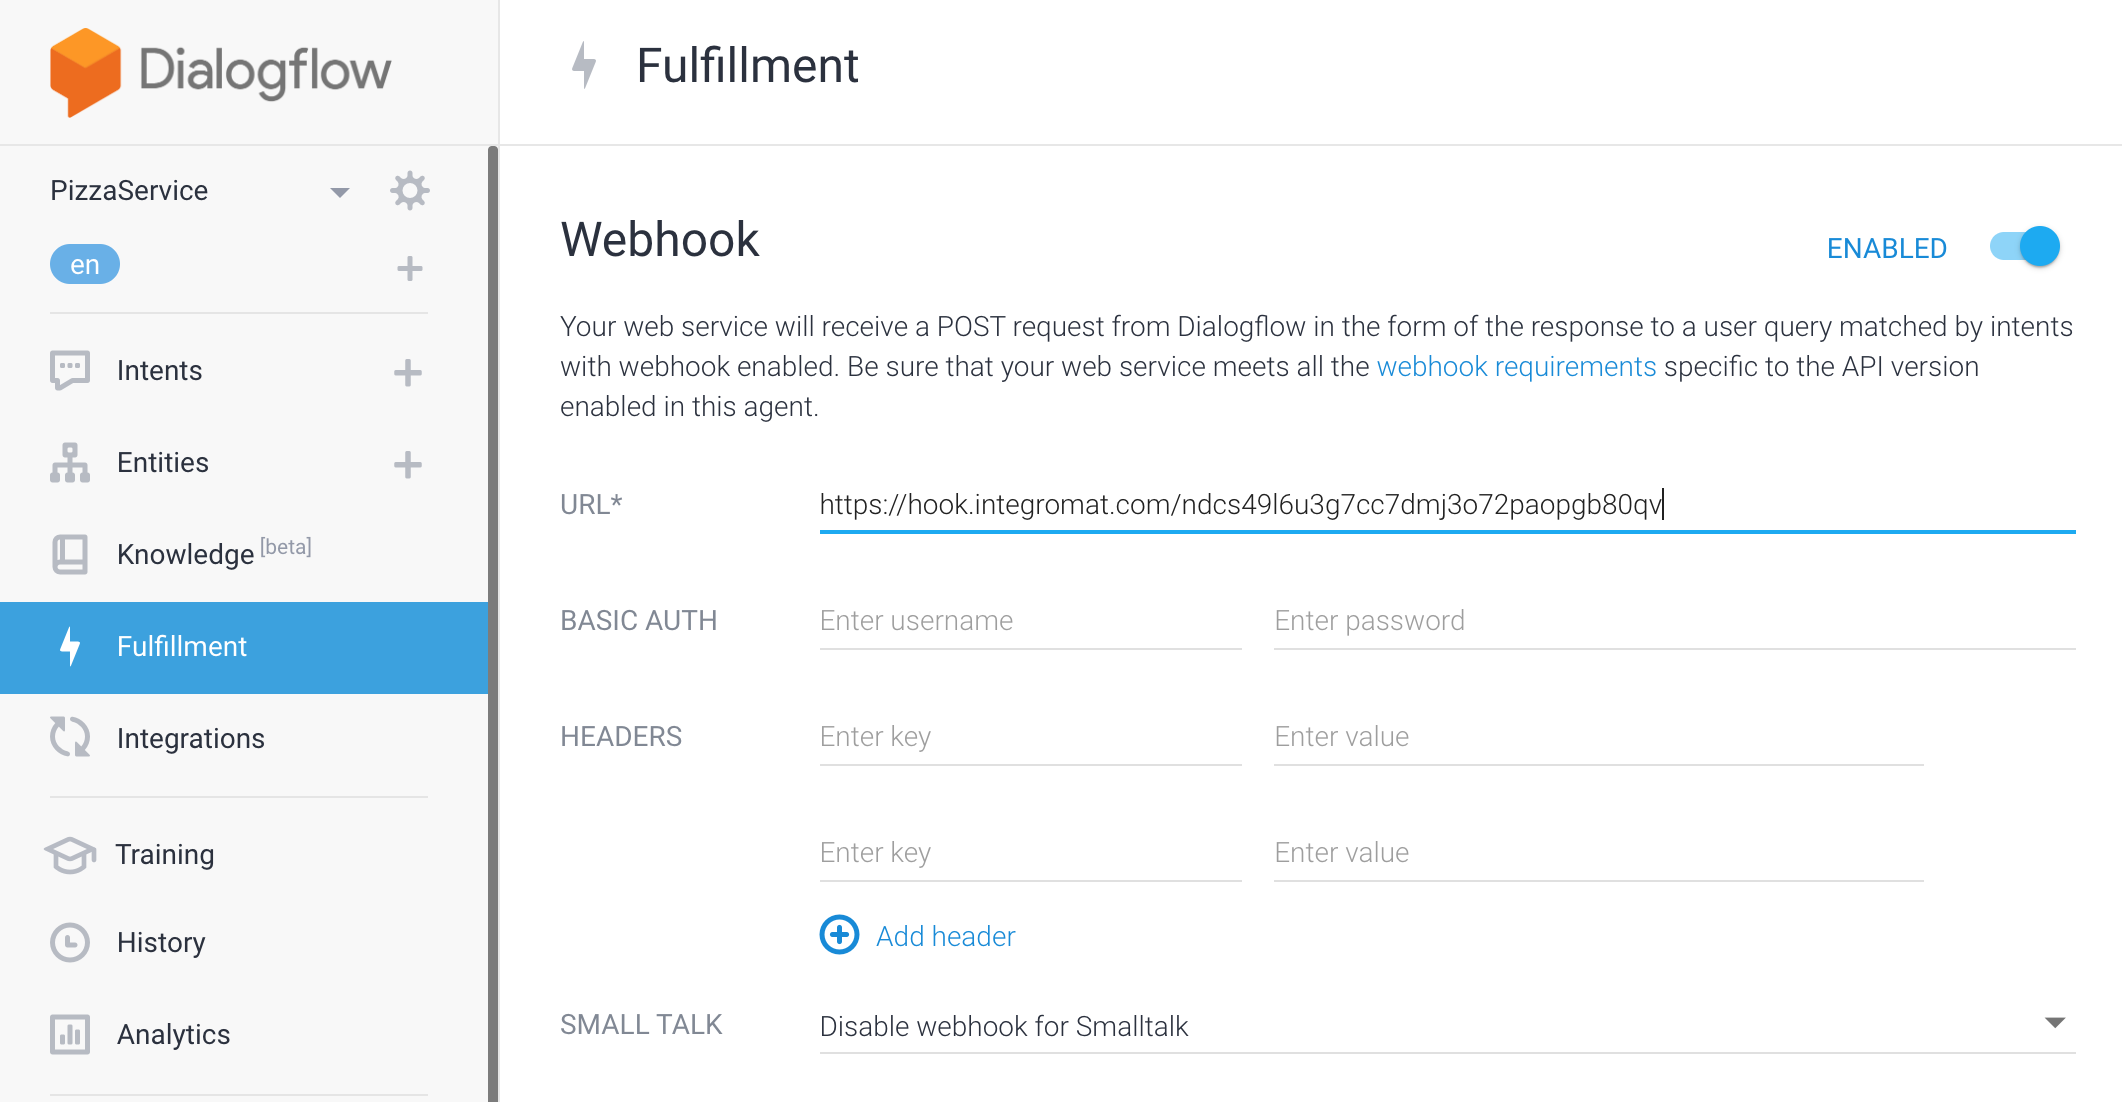 Dialogflow
PizzaService
en
Intents
Entities
Knowledge [beta]
Fulfillment
Integrations
Training
History
Analytics
Fulfillment
Webhook
ENABLED
Your web service will receive a POST request from Dialogflow in the form of the response to a user query matched by intents
with webhook enabled. Be sure that your web service meets all the webhook requirements specific to the API version
enabled in this agent.
URL* https://hook.integromat.com/ndcs49l6u3g7cc7dmj3o72paopgb80qv
BASIC AUTH Enter username Enter password
HEADERS Enter key Enter value
Enter key Enter value
Add header
SMALL TALK Disable webhook for Smalltalk